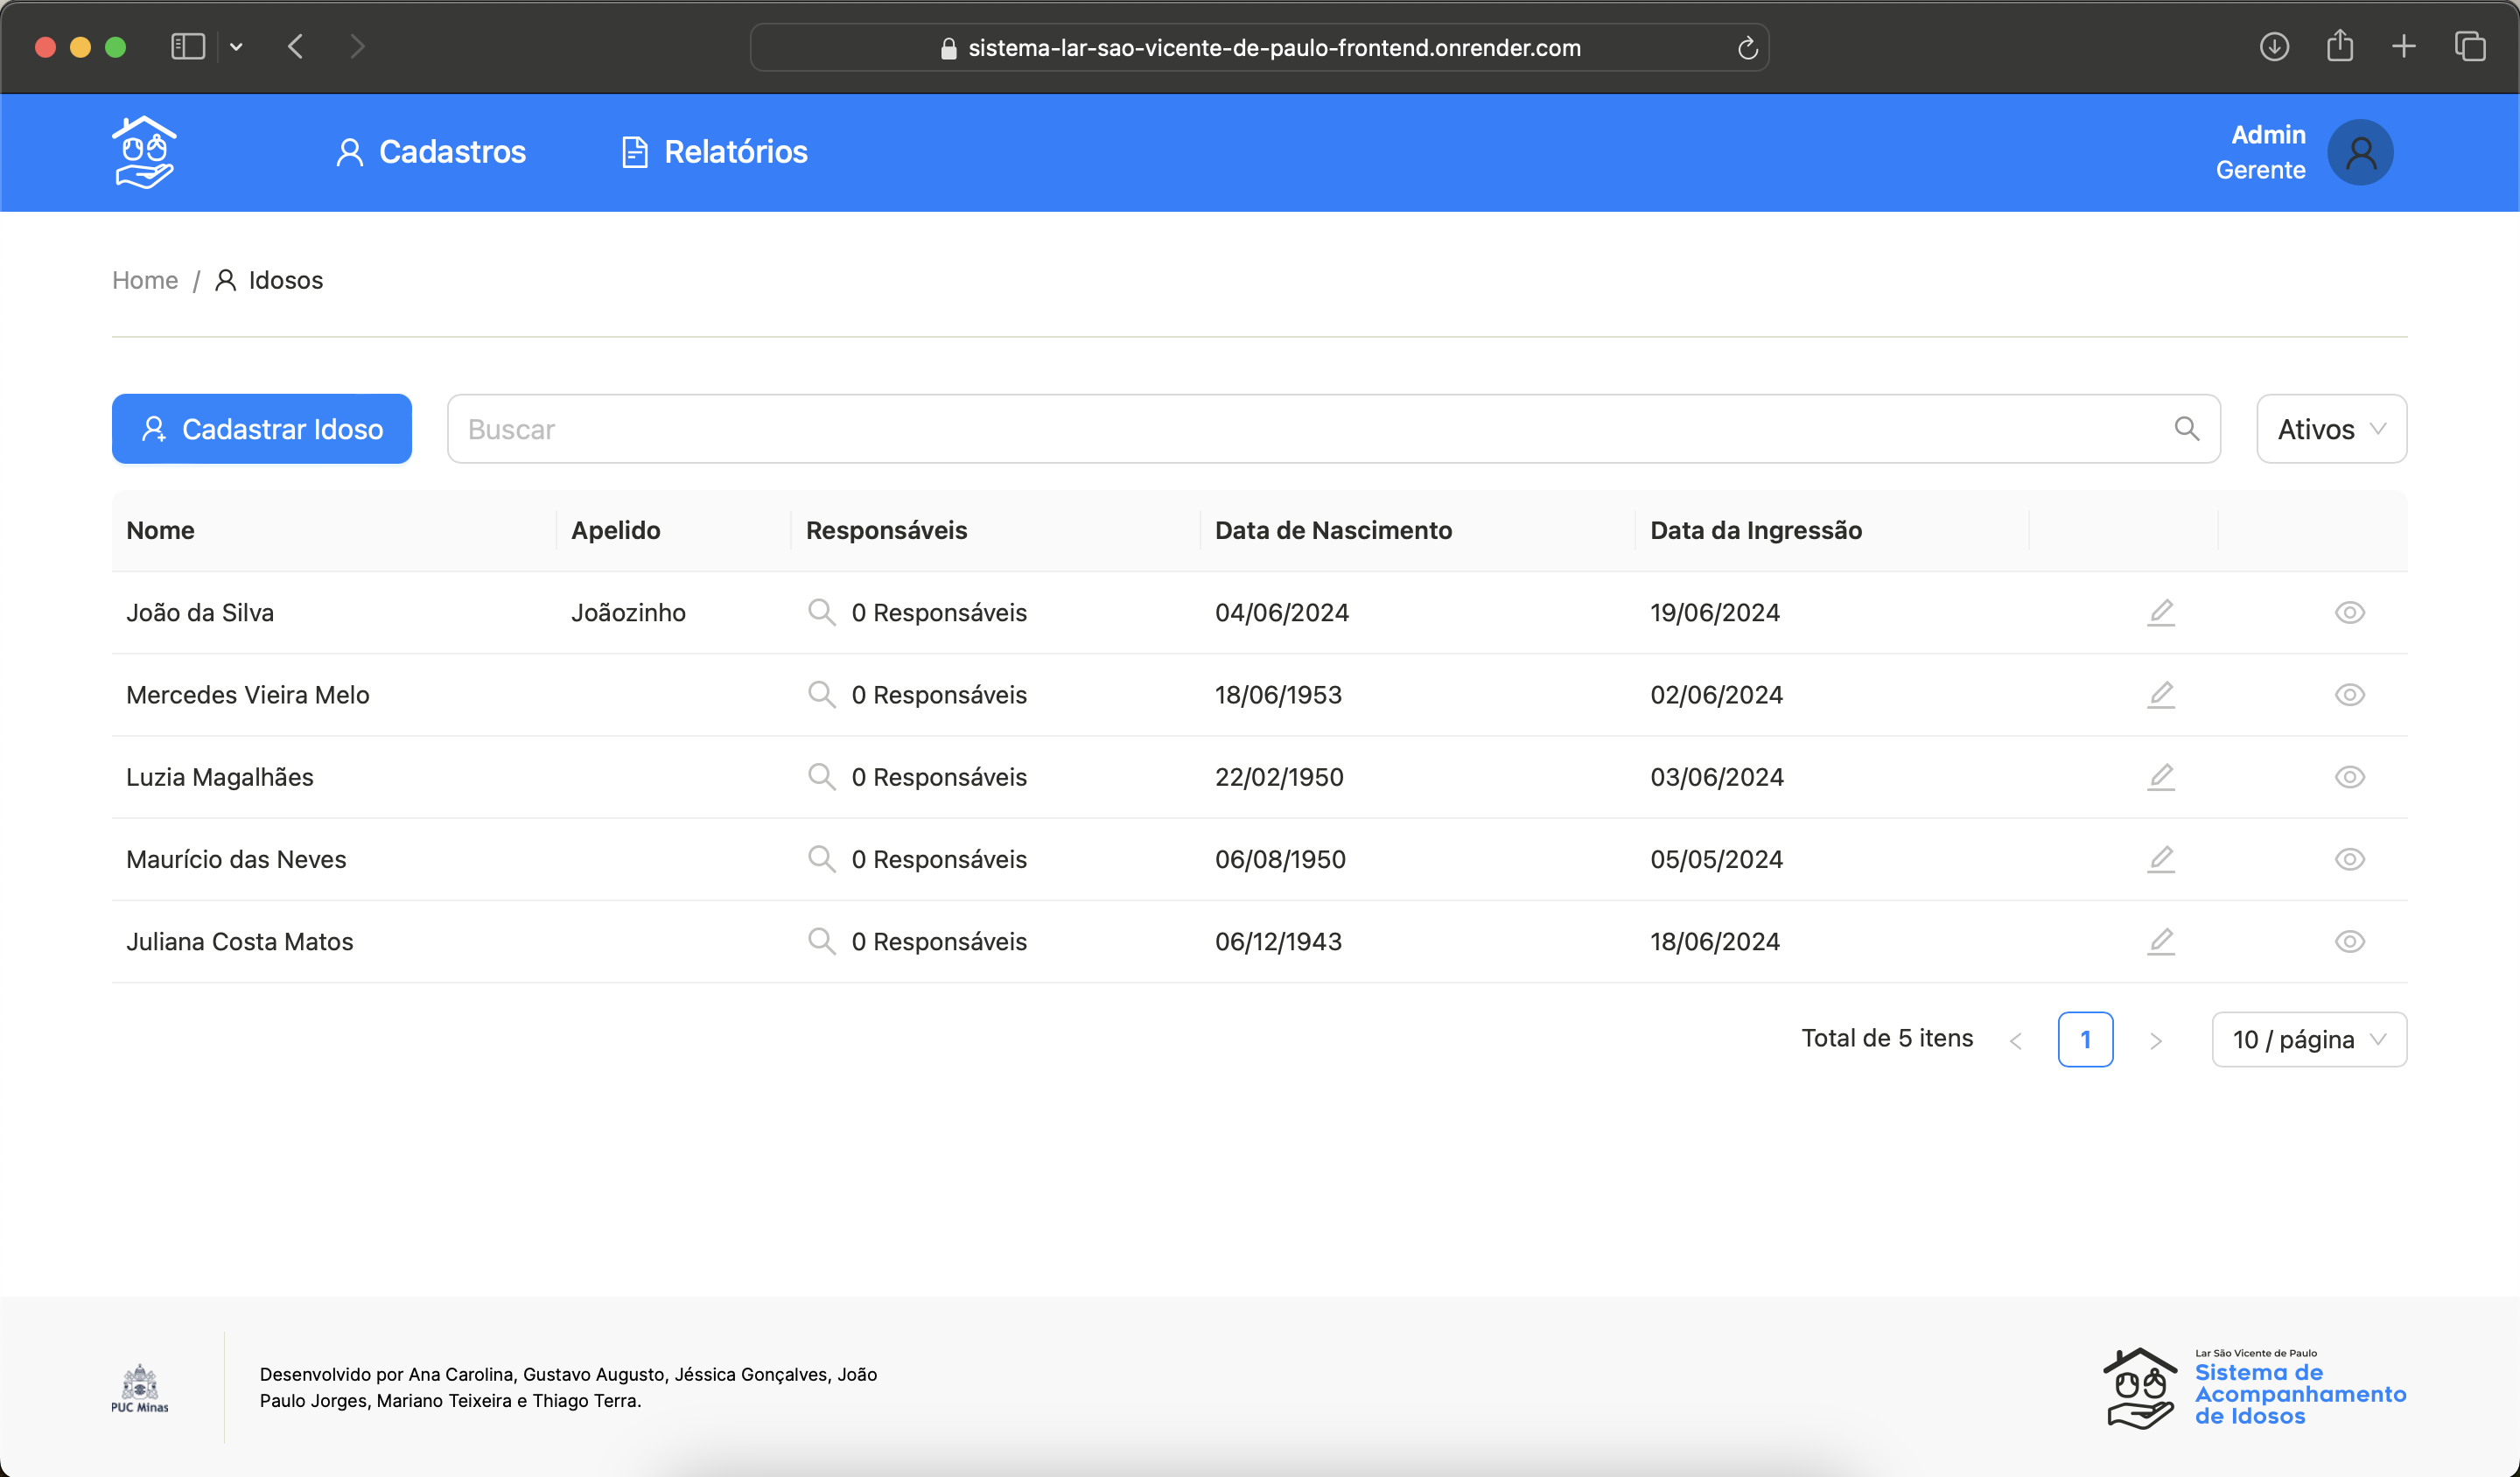 sistema-lar-sao-vicente-de-paulo-frontend.onrender.com
Cadastros
Relatórios
Admin
Gerente
Home / Idosos
Cadastrar Idoso
Buscar
Ativos
Nome Apelido Responsáveis Data de Nascimento Data da Ingressão
João da Silva Joãozinho 0 Responsáveis 04/06/2024 19/06/2024
Mercedes Vieira Melo 0 Responsáveis 18/06/1953 02/06/2024
Luzia Magalhães 0 Responsáveis 22/02/1950 03/06/2024
Maurício das Neves 0 Responsáveis 06/08/1950 05/05/2024
Juliana Costa Matos 0 Responsáveis 06/12/1943 18/06/2024
Total de 5 itens < 1 > 10 / página
PUC Minas
Desenvolvido por Ana Carolina, Gustavo Augusto, Jéssica Gonçalves, João
Paulo Jorges, Mariano Teixeira e Thiago Terra.
Lar São Vicente de Paulo
Sistema de
Acompanhamento
de Idosos